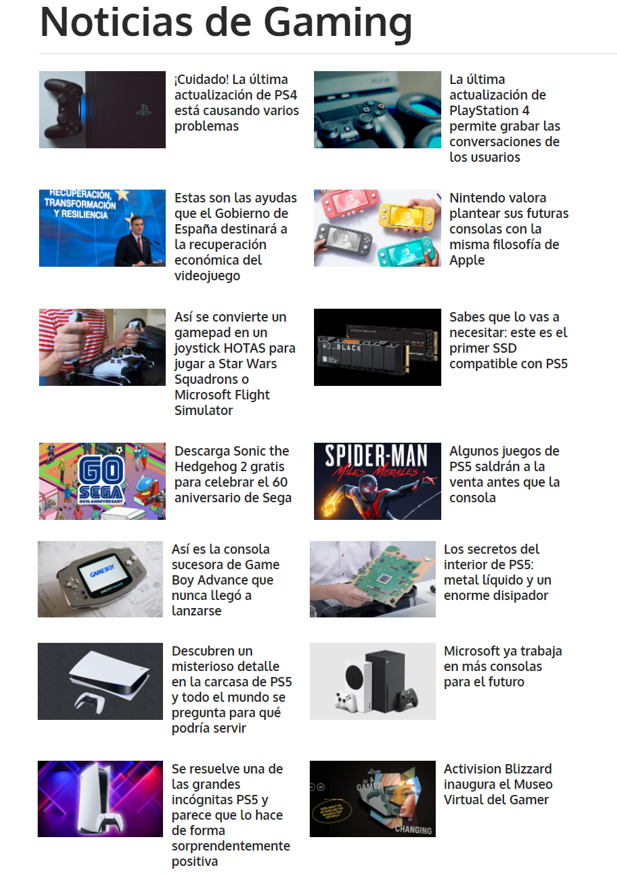 Noticias de Gaming
¡Cuidado! La última
actualización de PS4
está causando varios
problemas
La última
actualización de
PlayStation 4
permite grabar las
conversaciones de
los usuarios
RECUPERACIÓN,
TRANSFORMACIÓN
Y RESILIENCIA
Estas son las ayudas
que el Gobierno de
España destinará a
la recuperación
económica del
videojuego
Nintendo valora
plantear sus futuras
consolas con la
misma filosofía de
Apple
Así se convierte un
gamepad en un
joystick HOTAS para
jugar a Star Wars
Squadrons o
Microsoft Flight
Simulator
BLACK
Sabes que lo vas a
necesitar: este es el
primer SSD
compatible con PS5
GO
SEGA
60TH ANNIVERSARY
Descarga Sonic the
Hedgehog 2 gratis
para celebrar el 60
aniversario de Sega
SPIDER-MAN
MILES MORALES
Algunos juegos de
PS5 saldrán a la
venta antes que la
consola
GAME BOY
Así es la consola
sucesora de Game
Boy Advance que
nunca llegó a
lanzarse
Los secretos del
interior de PS5:
metal líquido y un
enorme disipador
Descubren un
misterioso detalle
en la carcasa de PS5
y todo el mundo se
pregunta para qué
podría servir
Microsoft ya trabaja
en más consolas
para el futuro
Se resuelve una de
las grandes
incógnitas PS5 y
parece que lo hace
de forma
sorprendentemente
positiva
CHANGING
Activision Blizzard
inaugura el Museo
Virtual del Gamer